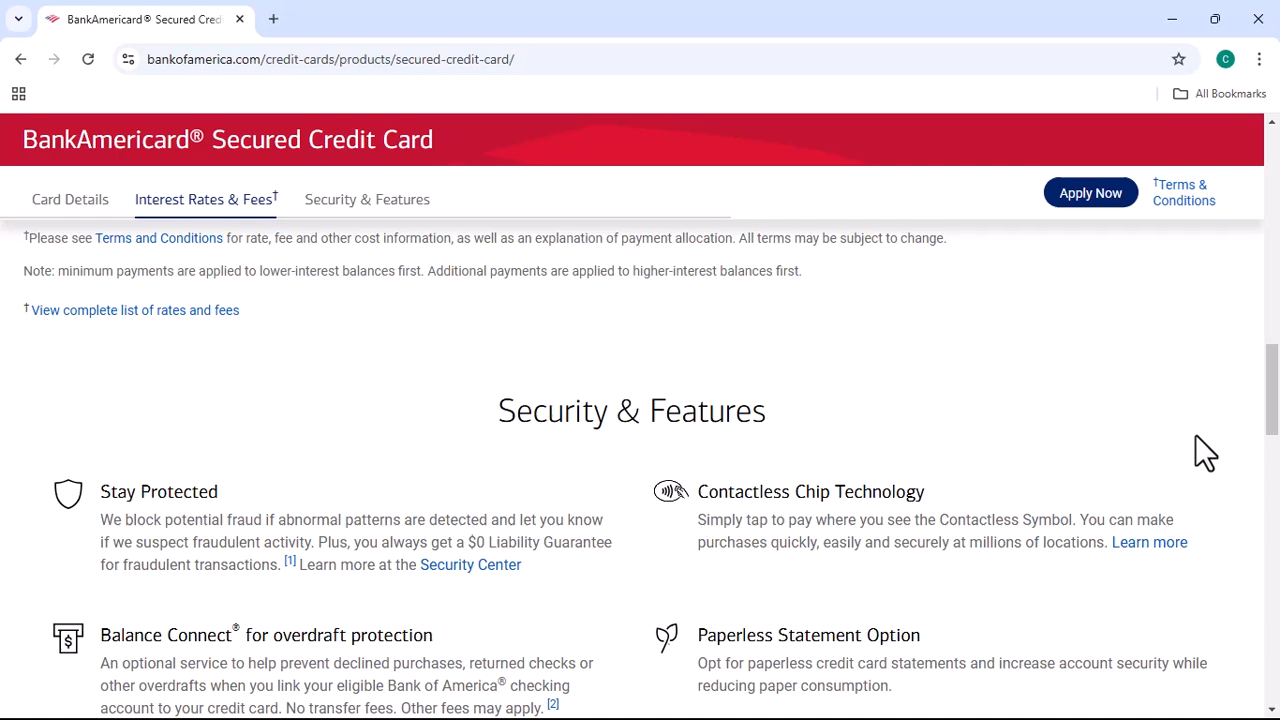 BankAmericard® Secured Cred
bankofamerica.com/credit-cards/products/secured-credit-card/
C
All Bookmarks
BankAmericard® Secured Credit Card
Card Details
Interest Rates & Fees†
Security & Features
Apply Now
†Terms &
Conditions
†Please see Terms and Conditions for rate, fee and other cost information, as well as an explanation of payment allocation. All terms may be subject to change.
Note: minimum payments are applied to lower-interest balances first. Additional payments are applied to higher-interest balances first.
†View complete list of rates and fees
Security & Features
Stay Protected
We block potential fraud if abnormal patterns are detected and let you know
if we suspect fraudulent activity. Plus, you always get a $0 Liability Guarantee
for fraudulent transactions. [1] Learn more at the Security Center
Contactless Chip Technology
Simply tap to pay where you see the Contactless Symbol. You can make
purchases quickly, easily and securely at millions of locations. Learn more
Balance Connect® for overdraft protection
An optional service to help prevent declined purchases, returned checks or
other overdrafts when you link your eligible Bank of America® checking
account to your credit card. No transfer fees. Other fees may apply. [2]
Paperless Statement Option
Opt for paperless credit card statements and increase account security while
reducing paper consumption.